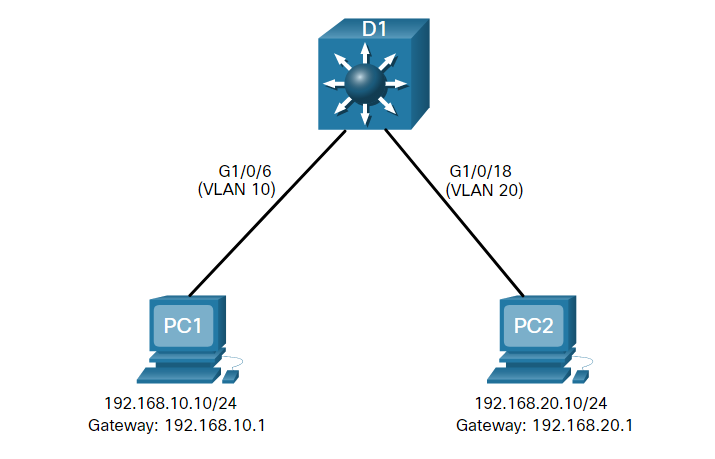 D1
G1/0/6
(VLAN 10)
G1/0/18
(VLAN 20)
PC1
PC2
192.168.10.10/24
Gateway: 192.168.10.1
192.168.20.10/24
Gateway: 192.168.20.1